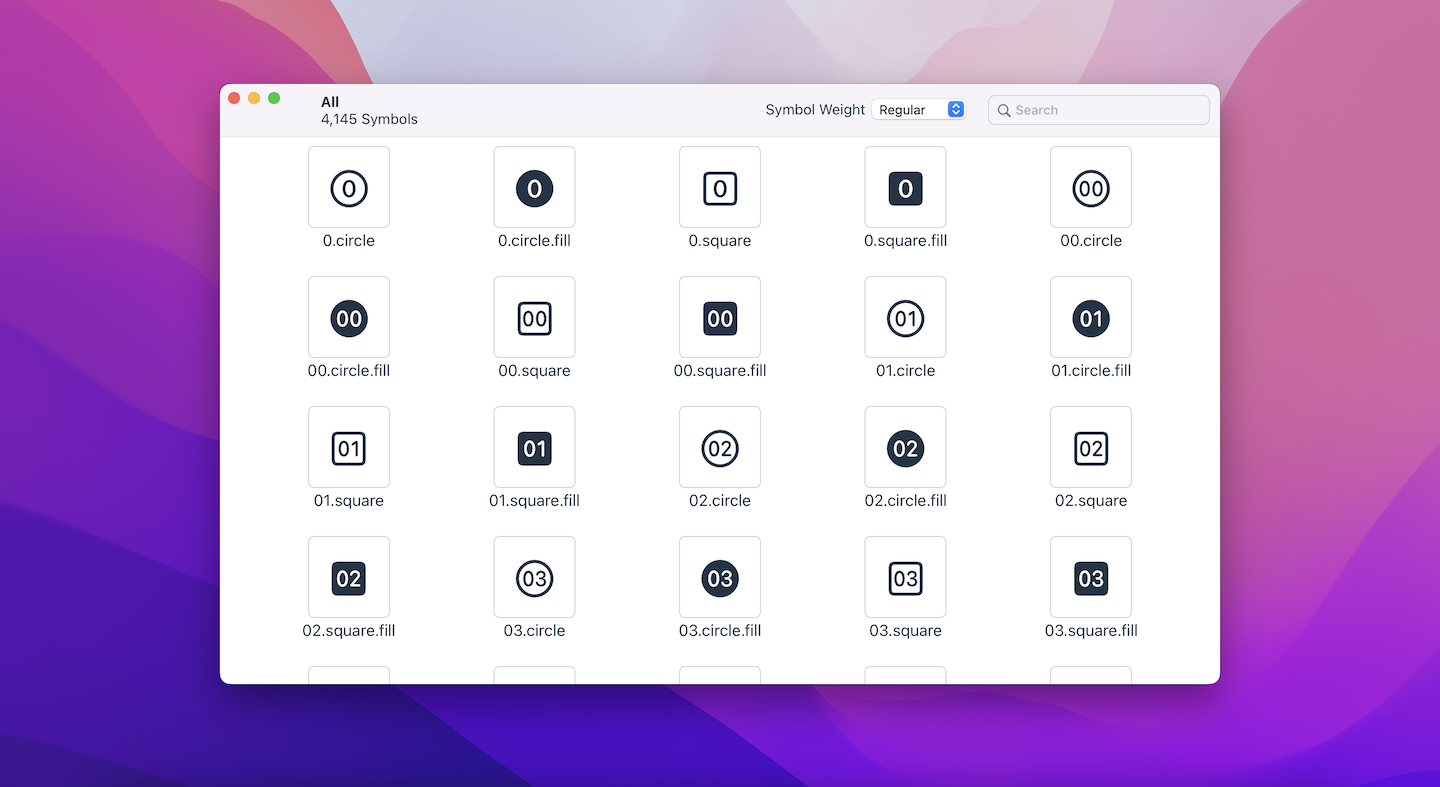 All
4,145 Symbols
Symbol Weight Regular Search
0 0 0 0 00
0.circle 0.circle.fill 0.square 0.square.fill 00.circle
00 00 00 01 01
00.circle.fill 00.square 00.square.fill 01.circle 01.circle.fill
01 01 02 02 02
01.square 01.square.fill 02.circle 02.circle.fill 02.square
02 03 03 03 03
02.square.fill 03.circle 03.circle.fill 03.square 03.square.fill